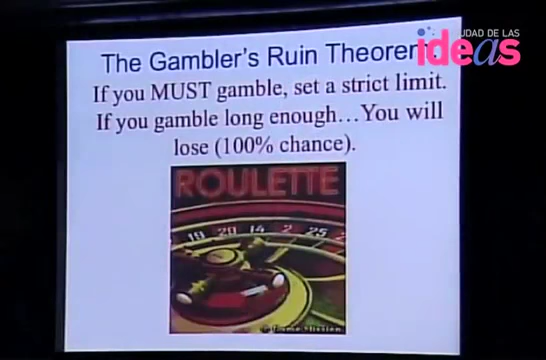 CIUDAD DE LAS
ideas
The Gambler's Ruin Theorem.
If you MUST gamble, set a strict limit.
If you gamble long enough...You will
lose (100% chance).
ROULETTE
19 20 14 2 25